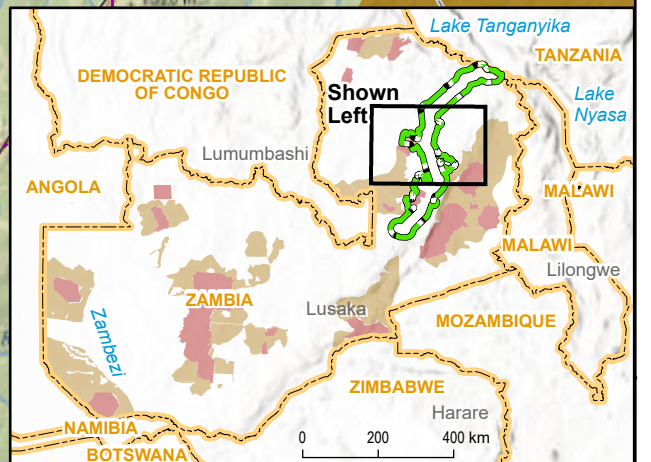 1520 m
Lake Tanganyika
TANZANIA
DEMOCRATIC REPUBLIC
OF CONGO
Shown
Left
Lake
Nyasa
Lumumbashi
ANGOLA
MALAWI
MALAWI
Lilongwe
ZAMBIA
Lusaka
MOZAMBIQUE
Zambezi
ZIMBABWE
Harare
NAMIBIA
BOTSWANA
0 200 400 km